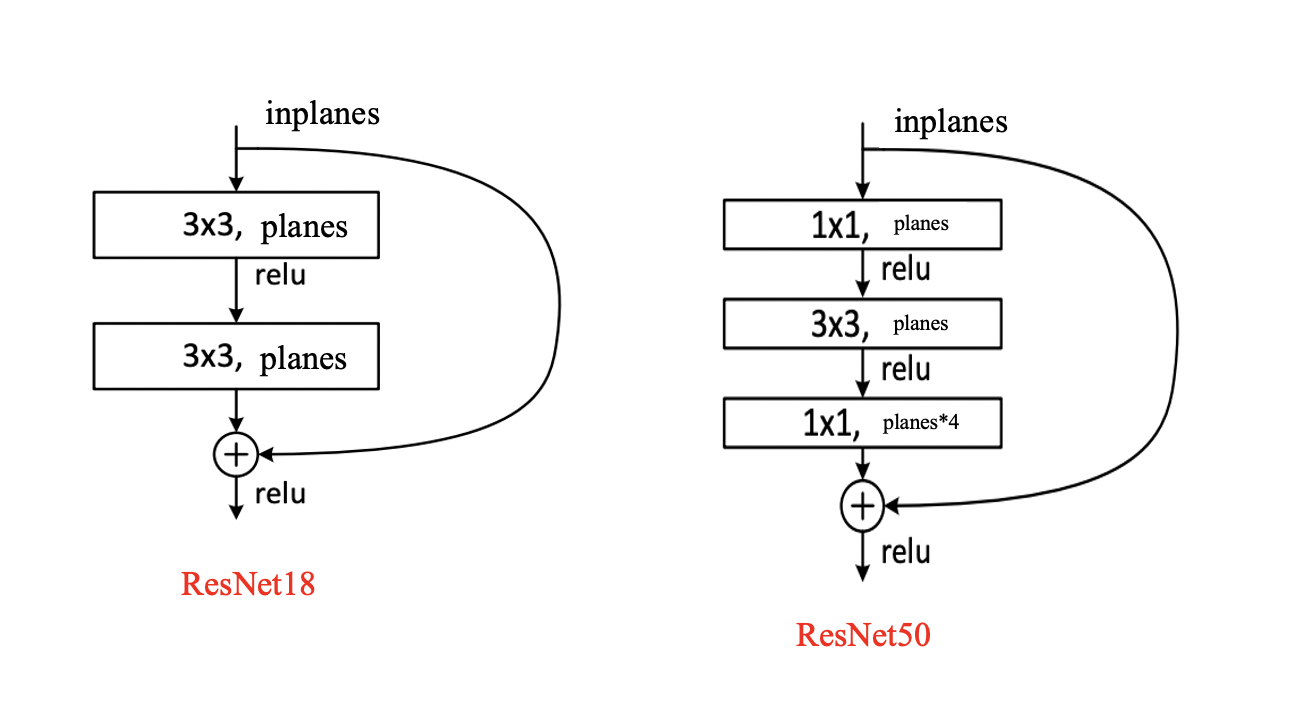 inplanes
3x3, planes
relu
3x3, planes
+
relu
ResNet18
inplanes
1x1, planes
relu
3x3, planes
relu
1x1, planes*4
+
relu
ResNet50